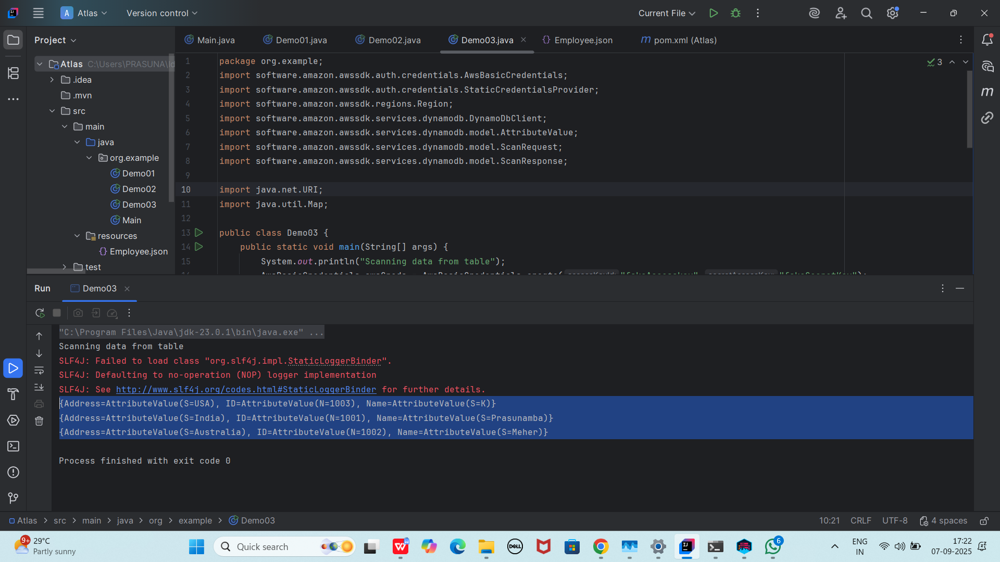 A Atlas Version control Current File
Project Main.java Demo01.java Demo02.java Demo03.java Employee.json pom.xml (Atlas)
Atlas C:\Users\PRASUNA\Id
.idea
.mvn
src
main
java
org.example
Demo01
Demo02
Demo03
Main
resources
Employee.json
test
3
1 package org.example;
2 import software.amazon.awssdk.auth.credentials.AwsBasicCredentials;
3 import software.amazon.awssdk.auth.credentials.StaticCredentialsProvider;
4 import software.amazon.awssdk.regions.Region;
5 import software.amazon.awssdk.services.dynamodb.DynamoDbClient;
6 import software.amazon.awssdk.services.dynamodb.model.AttributeValue;
7 import software.amazon.awssdk.services.dynamodb.model.ScanRequest;
8 import software.amazon.awssdk.services.dynamodb.model.ScanResponse;
9
10 import java.net.URI;
11 import java.util.Map;
12
13 public class Demo03 {
14 public static void main(String[] args) {
15 System.out.println("Scanning data from table");
Run Demo03
"C:\Program Files\Java\jdk-23.0.1\bin\java.exe" ...
Scanning data from table
SLF4J: Failed to load class "org.slf4j.impl.StaticLoggerBinder".
SLF4J: Defaulting to no-operation (NOP) logger implementation
SLF4J: See http://www.slf4j.org/codes.html#StaticLoggerBinder for further details.
{Address=AttributeValue(S=USA), ID=AttributeValue(N=1003), Name=AttributeValue(S=K)}
{Address=AttributeValue(S=India), ID=AttributeValue(N=1001), Name=AttributeValue(S=Prasunamba)}
{Address=AttributeValue(S=Australia), ID=AttributeValue(N=1002), Name=AttributeValue(S=Meher)}
Process finished with exit code 0
Atlas > src > main > java > org > example > Demo03 10:21 CRLF UTF-8 4 spaces
9+ 29°C
Partly sunny
Quick search
DELL
6
ENG
IN
17:22
07-09-2025